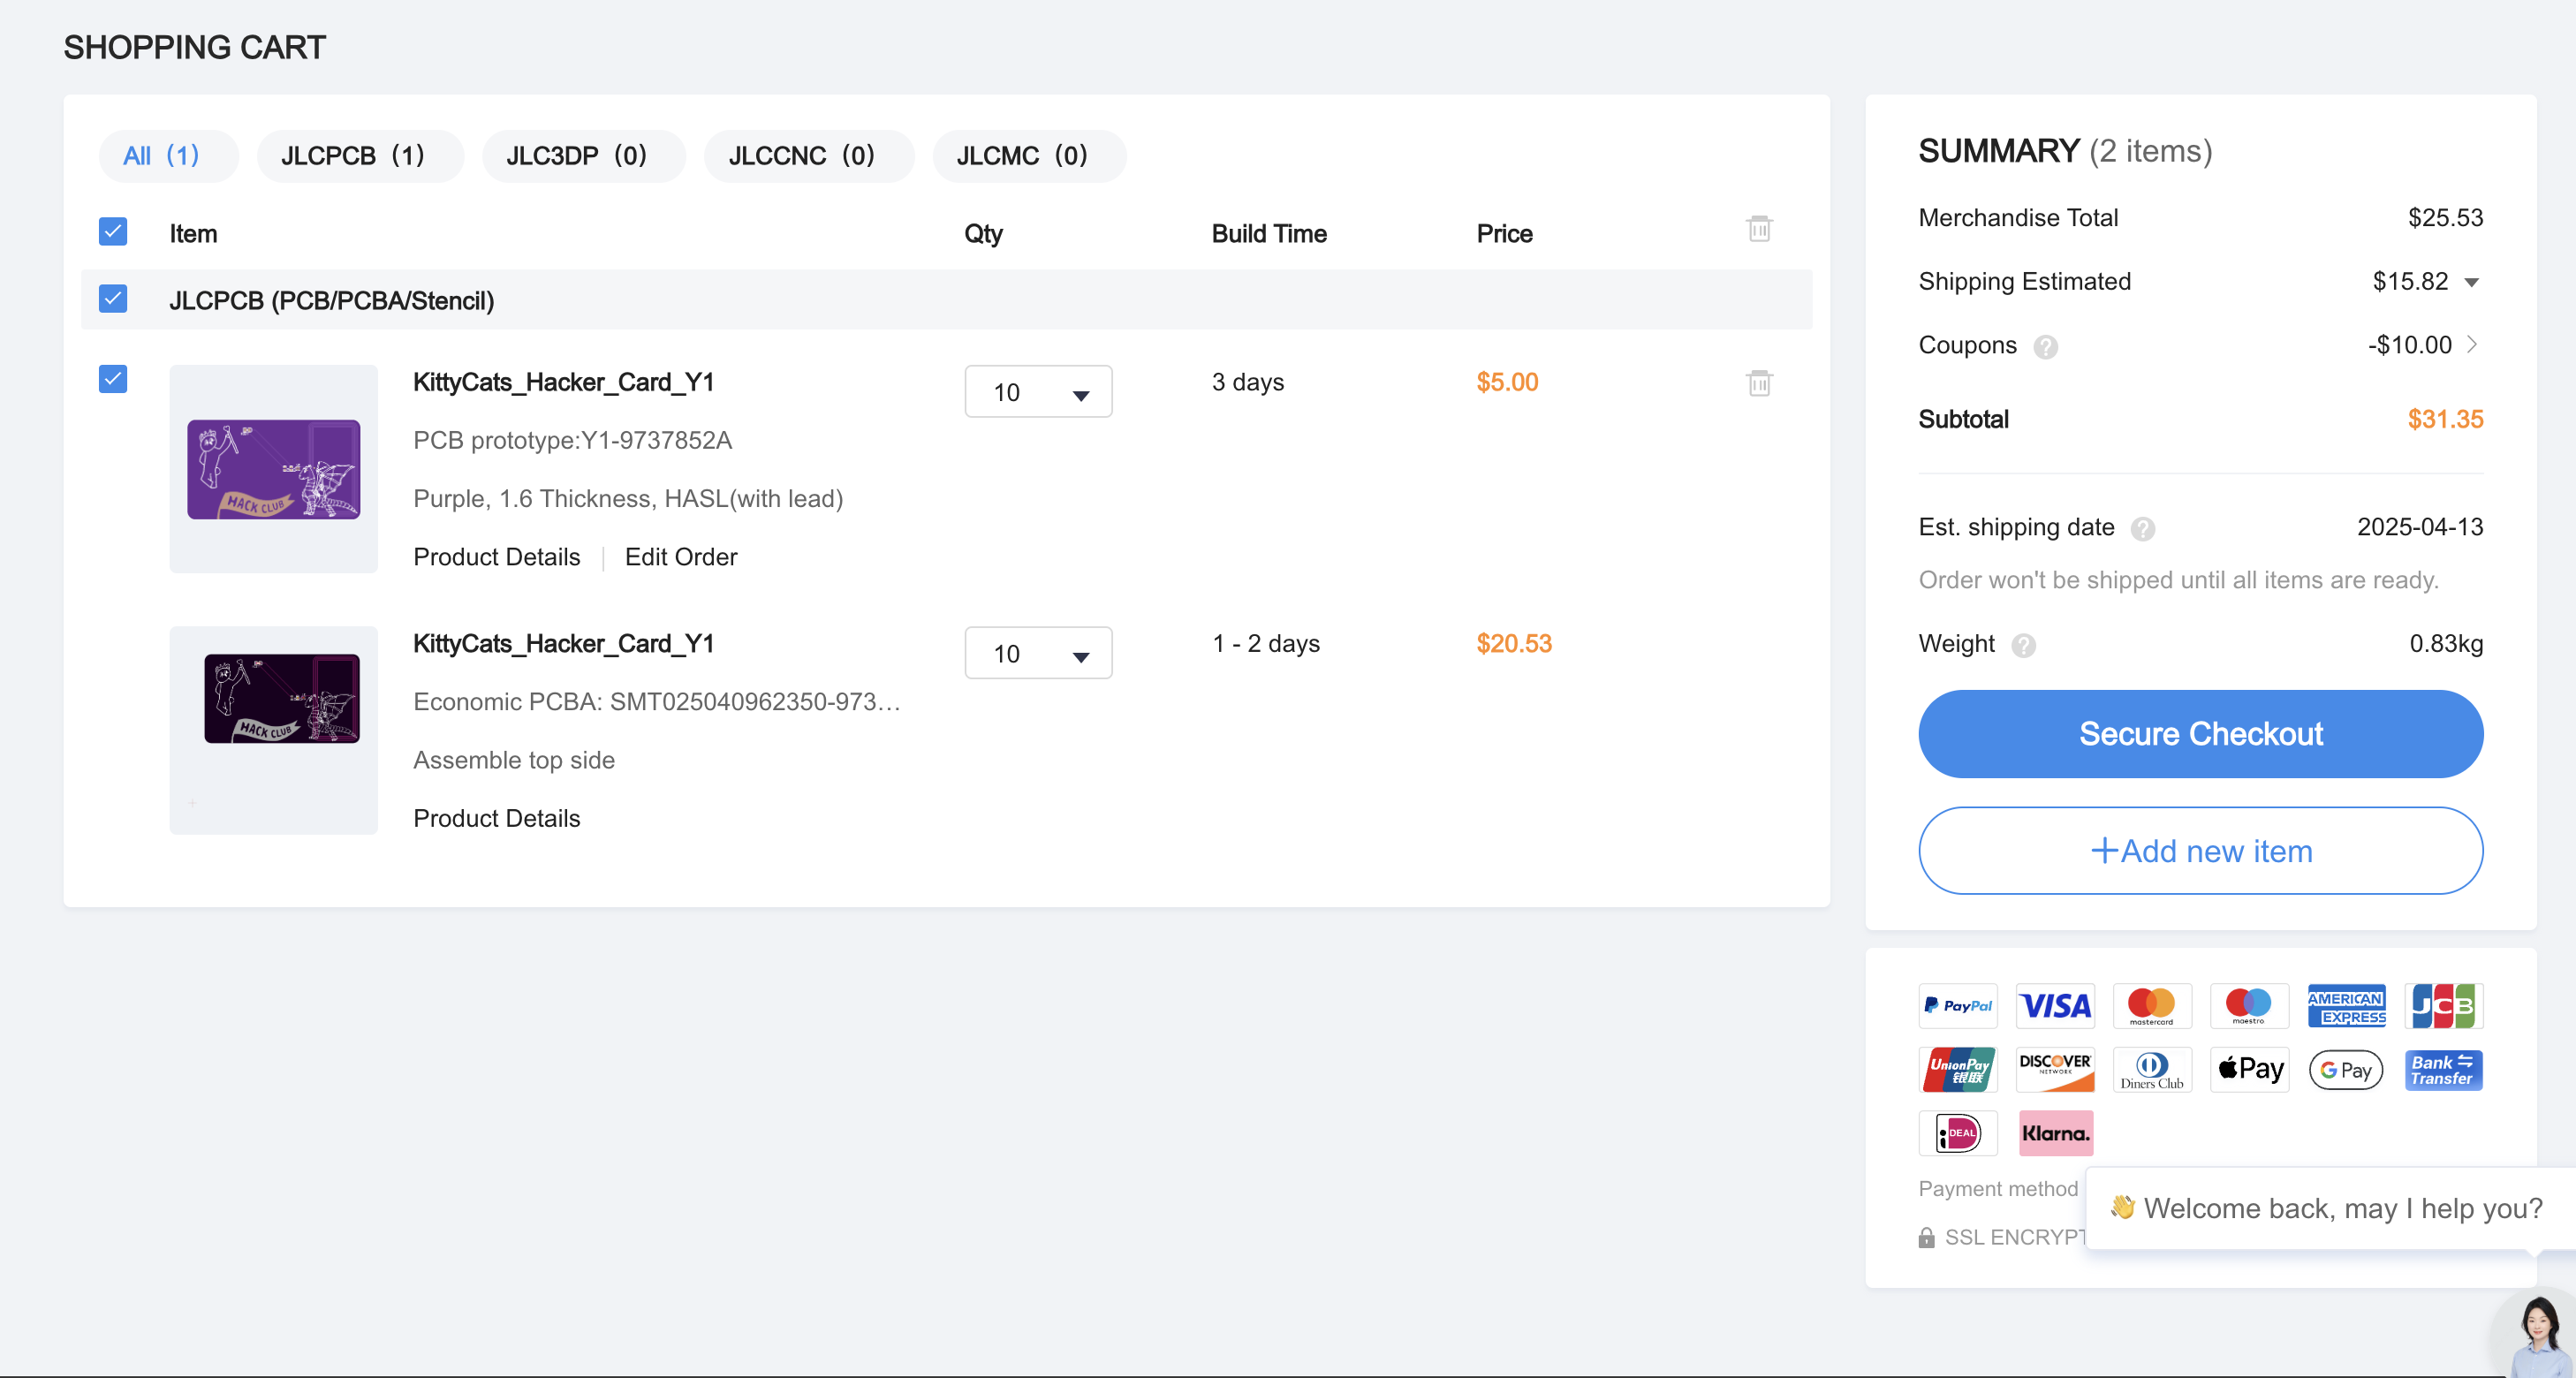 SHOPPING CART
All (1)
JLCPCB (1)
JLC3DP (0)
JLCCNC (0)
JLCMC (0)
Item
Qty
Build Time
Price
JLCPCB (PCB/PCBA/Stencil)
KittyCats_Hacker_Card_Y1
10
3 days
$5.00
PCB prototype:Y1-9737852A
Purple, 1.6 Thickness, HASL(with lead)
Product Details | Edit Order
HACK CLUB
KittyCats_Hacker_Card_Y1
10
1 - 2 days
$20.53
Economic PCBA: SMT025040962350-973...
Assemble top side
Product Details
HACK CLUB
SUMMARY (2 items)
Merchandise Total $25.53
Shipping Estimated $15.82
Coupons ? -$10.00
Subtotal $31.35
Est. shipping date ? 2025-04-13
Order won't be shipped until all items are ready.
Weight ? 0.83kg
Secure Checkout
+Add new item
PayPal
VISA
mastercard
maestro
AMERICAN
EXPRESS
JCB
UnionPay
银联
DISCOVER
NETWORK
Diners Club
Pay
G Pay
Bank
Transfer
iDEAL
Klarna.
Payment method
SSL ENCRYPT
👋 Welcome back, may I help you?